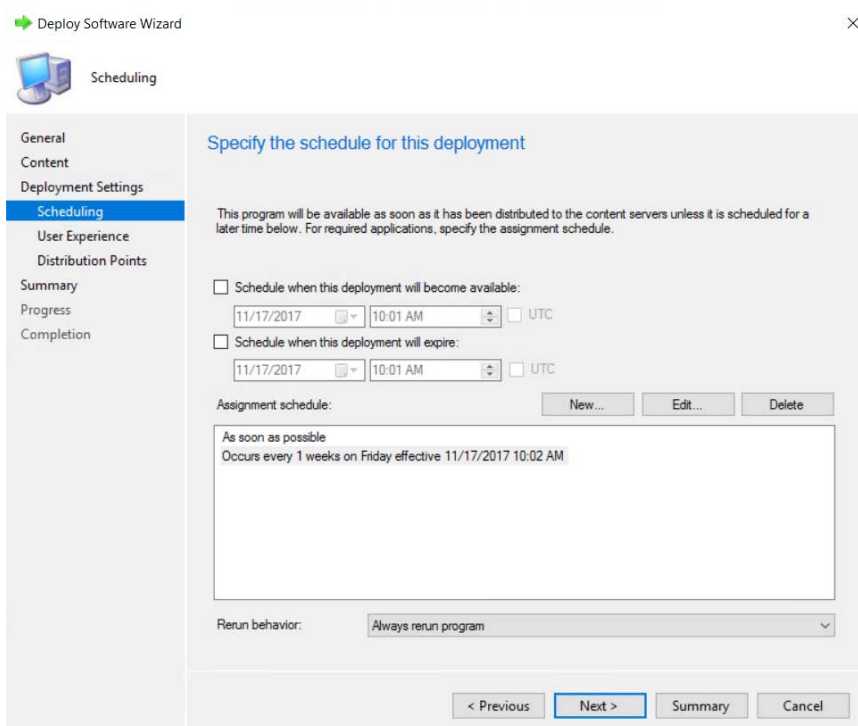 Deploy Software Wizard
Scheduling
General
Content
Deployment Settings
Scheduling
User Experience
Distribution Points
Summary
Progress
Completion
Specify the schedule for this deployment
This program will be available as soon as it has been distributed to the content servers unless it is scheduled for a
later time below. For required applications, specify the assignment schedule.
Schedule when this deployment will become available:
11/17/2017 10:01 AM UTC
Schedule when this deployment will expire:
11/17/2017 10:01 AM UTC
Assignment schedule: New... Edit... Delete
As soon as possible
Occurs every 1 weeks on Friday effective 11/17/2017 10:02 AM
Rerun behavior: Always rerun program
< Previous Next > Summary Cancel